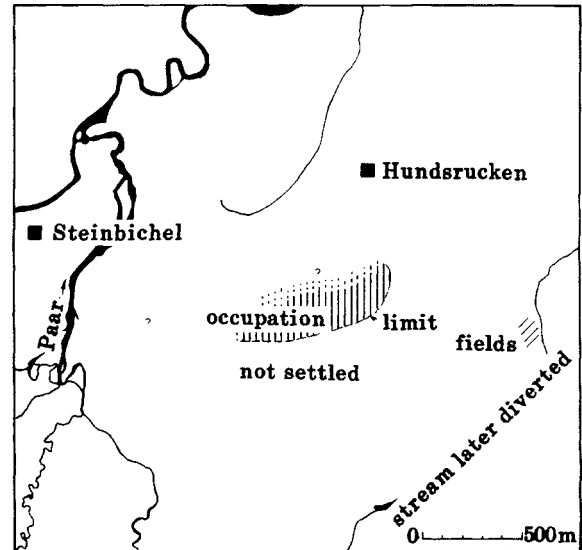 Hundsrucken
Steinbichel
Paar
occupation
limit
fields
not settled
stream later diverted
0 500m